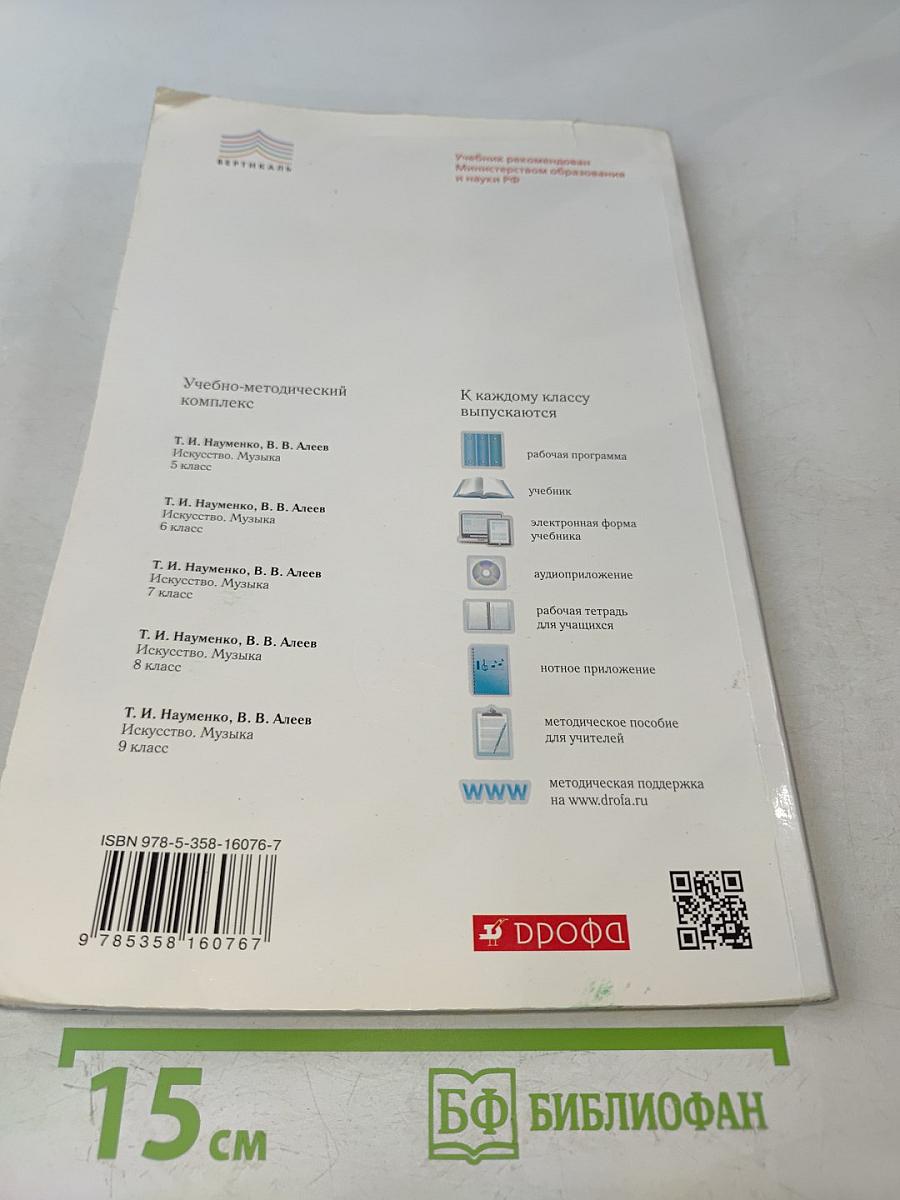 ВЕРТИКАЛЬ
Учебник рекомендован
Министерством образования
и науки РФ
Учебно-методический
комплекс
Т. И. Науменко, В. В. Алеев
Искусство. Музыка
5 класс
Т. И. Науменко, В. В. Алеев
Искусство. Музыка
6 класс
Т. И. Науменко, В. В. Алеев
Искусство. Музыка
7 класс
Т. И. Науменко, В. В. Алеев
Искусство. Музыка
8 класс
Т. И. Науменко, В. В. Алеев
Искусство. Музыка
9 класс
К каждому классу
выпускаются
рабочая программа
учебник
электронная форма
учебника
аудиоприложение
рабочая тетрадь
для учащихся
нотное приложение
методическое пособие
для учителей
www
методическая поддержка
на www.drofa.ru
ISBN 978-5-358-16076-7
9 785358 160767
дрофа
15 см
БФ БИБЛИОФАН